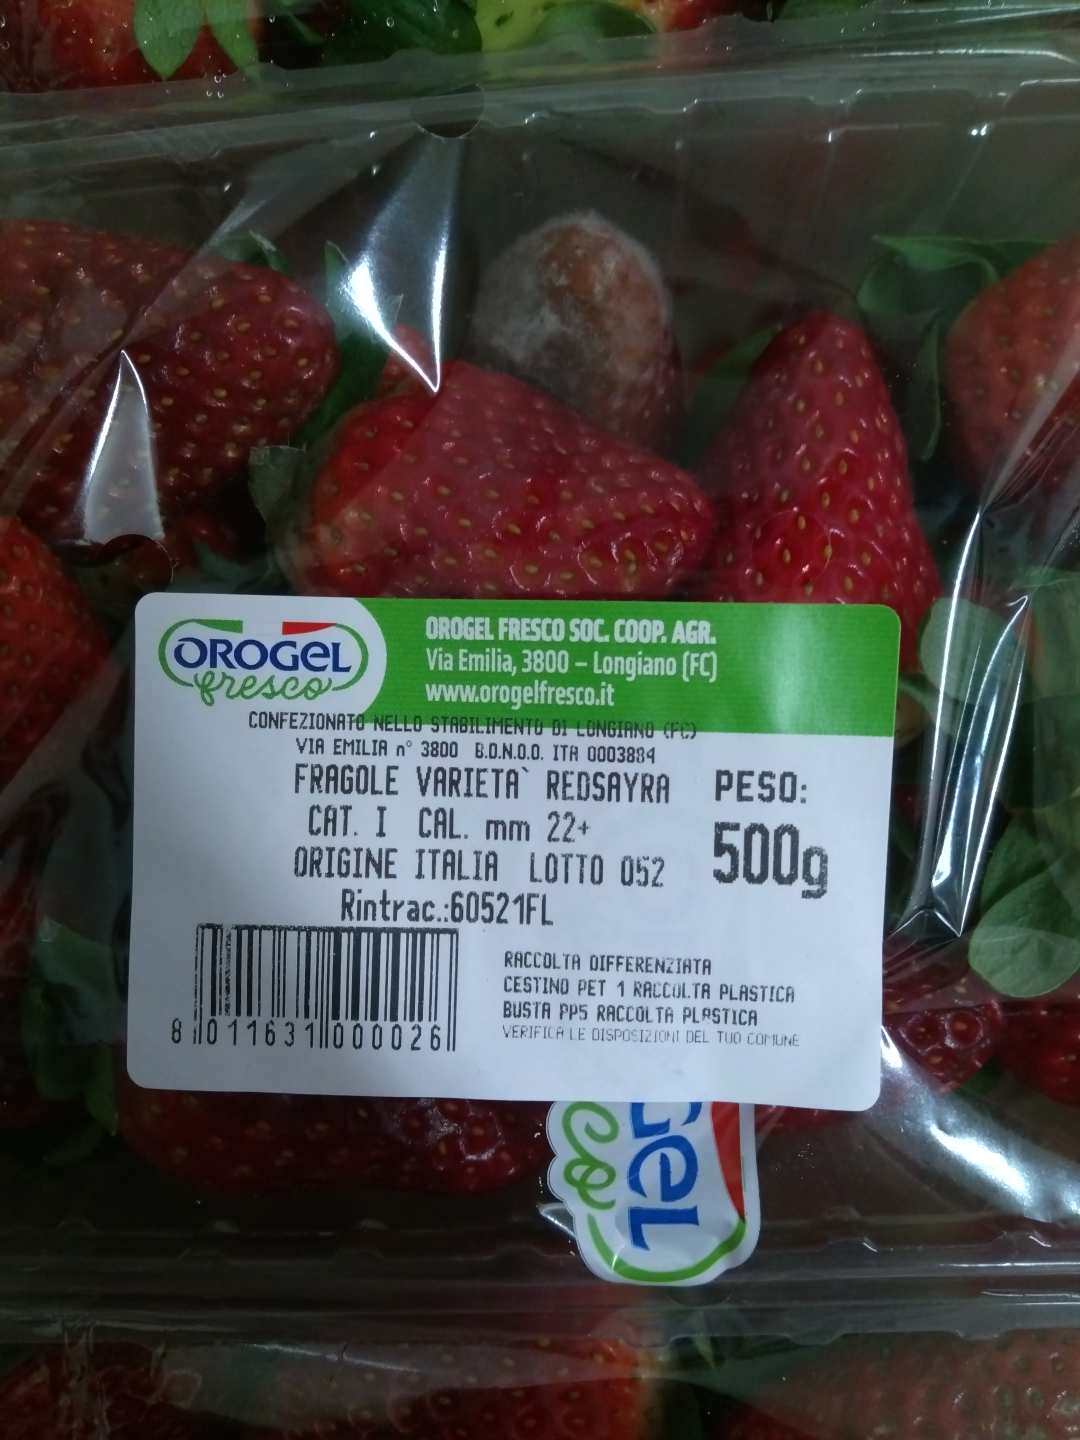 OROGEL
fresco
OROGEL FRESCO SOC. COOP. AGR.
Via Emilia, 3800 – Longiano (FC)
www.orogelfresco.it
CONFEZIONATO NELLO STABILIMENTO DI LONGIANO (FC)
VIA EMILIA n° 3800 B.D.N.O.O. ITA 0003884
FRAGOLE VARIETA` REDSAYRA
CAT. I CAL. mm 22+
ORIGINE ITALIA LOTTO 052
Rintrac.:60521FL
PESO:
500g
8 011631 000026
RACCOLTA DIFFERENZIATA
CESTINO PET 1 RACCOLTA PLASTICA
BUSTA PP5 RACCOLTA PLASTICA
VERIFICA LE DISPOSIZIONI DEL TUO COMUNE
GEL
co